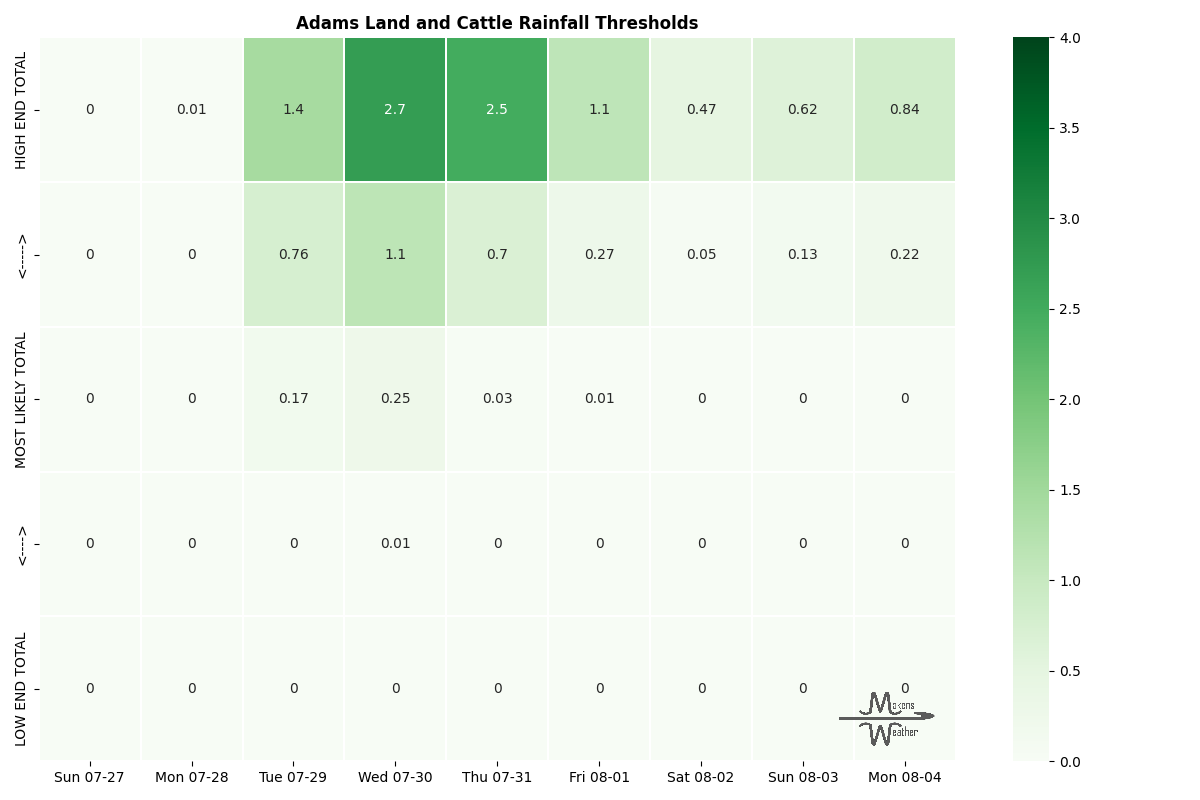 Adams Land and Cattle Rainfall Thresholds
HIGH END TOTAL
0 0.01 1.4 2.7 2.5 1.1 0.47 0.62 0.84
<----->
0 0 0.76 1.1 0.7 0.27 0.05 0.13 0.22
MOST LIKELY TOTAL
0 0 0.17 0.25 0.03 0.01 0 0 0
<---->
0 0 0 0.01 0 0 0 0 0
LOW END TOTAL
0 0 0 0 0 0 0 0 0
Makens
Weather
Sun 07-27 Mon 07-28 Tue 07-29 Wed 07-30 Thu 07-31 Fri 08-01 Sat 08-02 Sun 08-03 Mon 08-04
4.0
3.5
3.0
2.5
2.0
1.5
1.0
0.5
0.0